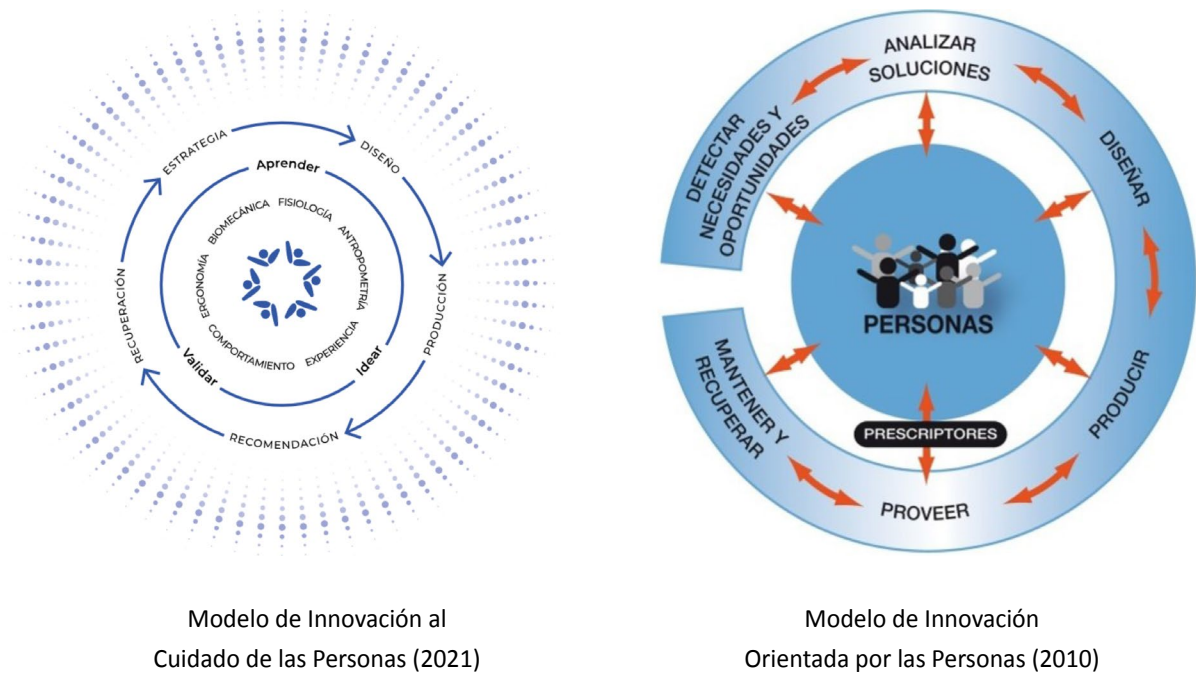 ESTRATEGIA
DISEÑO
PRODUCCIÓN
RECOMENDACIÓN
RECUPERACIÓN
Aprender
Idear
Validar
BIOMECÁNICA
FISIOLOGÍA
ANTROPOMETRÍA
EXPERIENCIA
COMPORTAMIENTO
ERGONOMÍA
Modelo de Innovación al
Cuidado de las Personas (2021)
DETECTAR
NECESIDADES Y
OPORTUNIDADES
ANALIZAR
SOLUCIONES
DISEÑAR
PRODUCIR
PROVEER
MANTENER Y
RECUPERAR
PERSONAS
PRESCRIPTORES
Modelo de Innovación
Orientada por las Personas (2010)